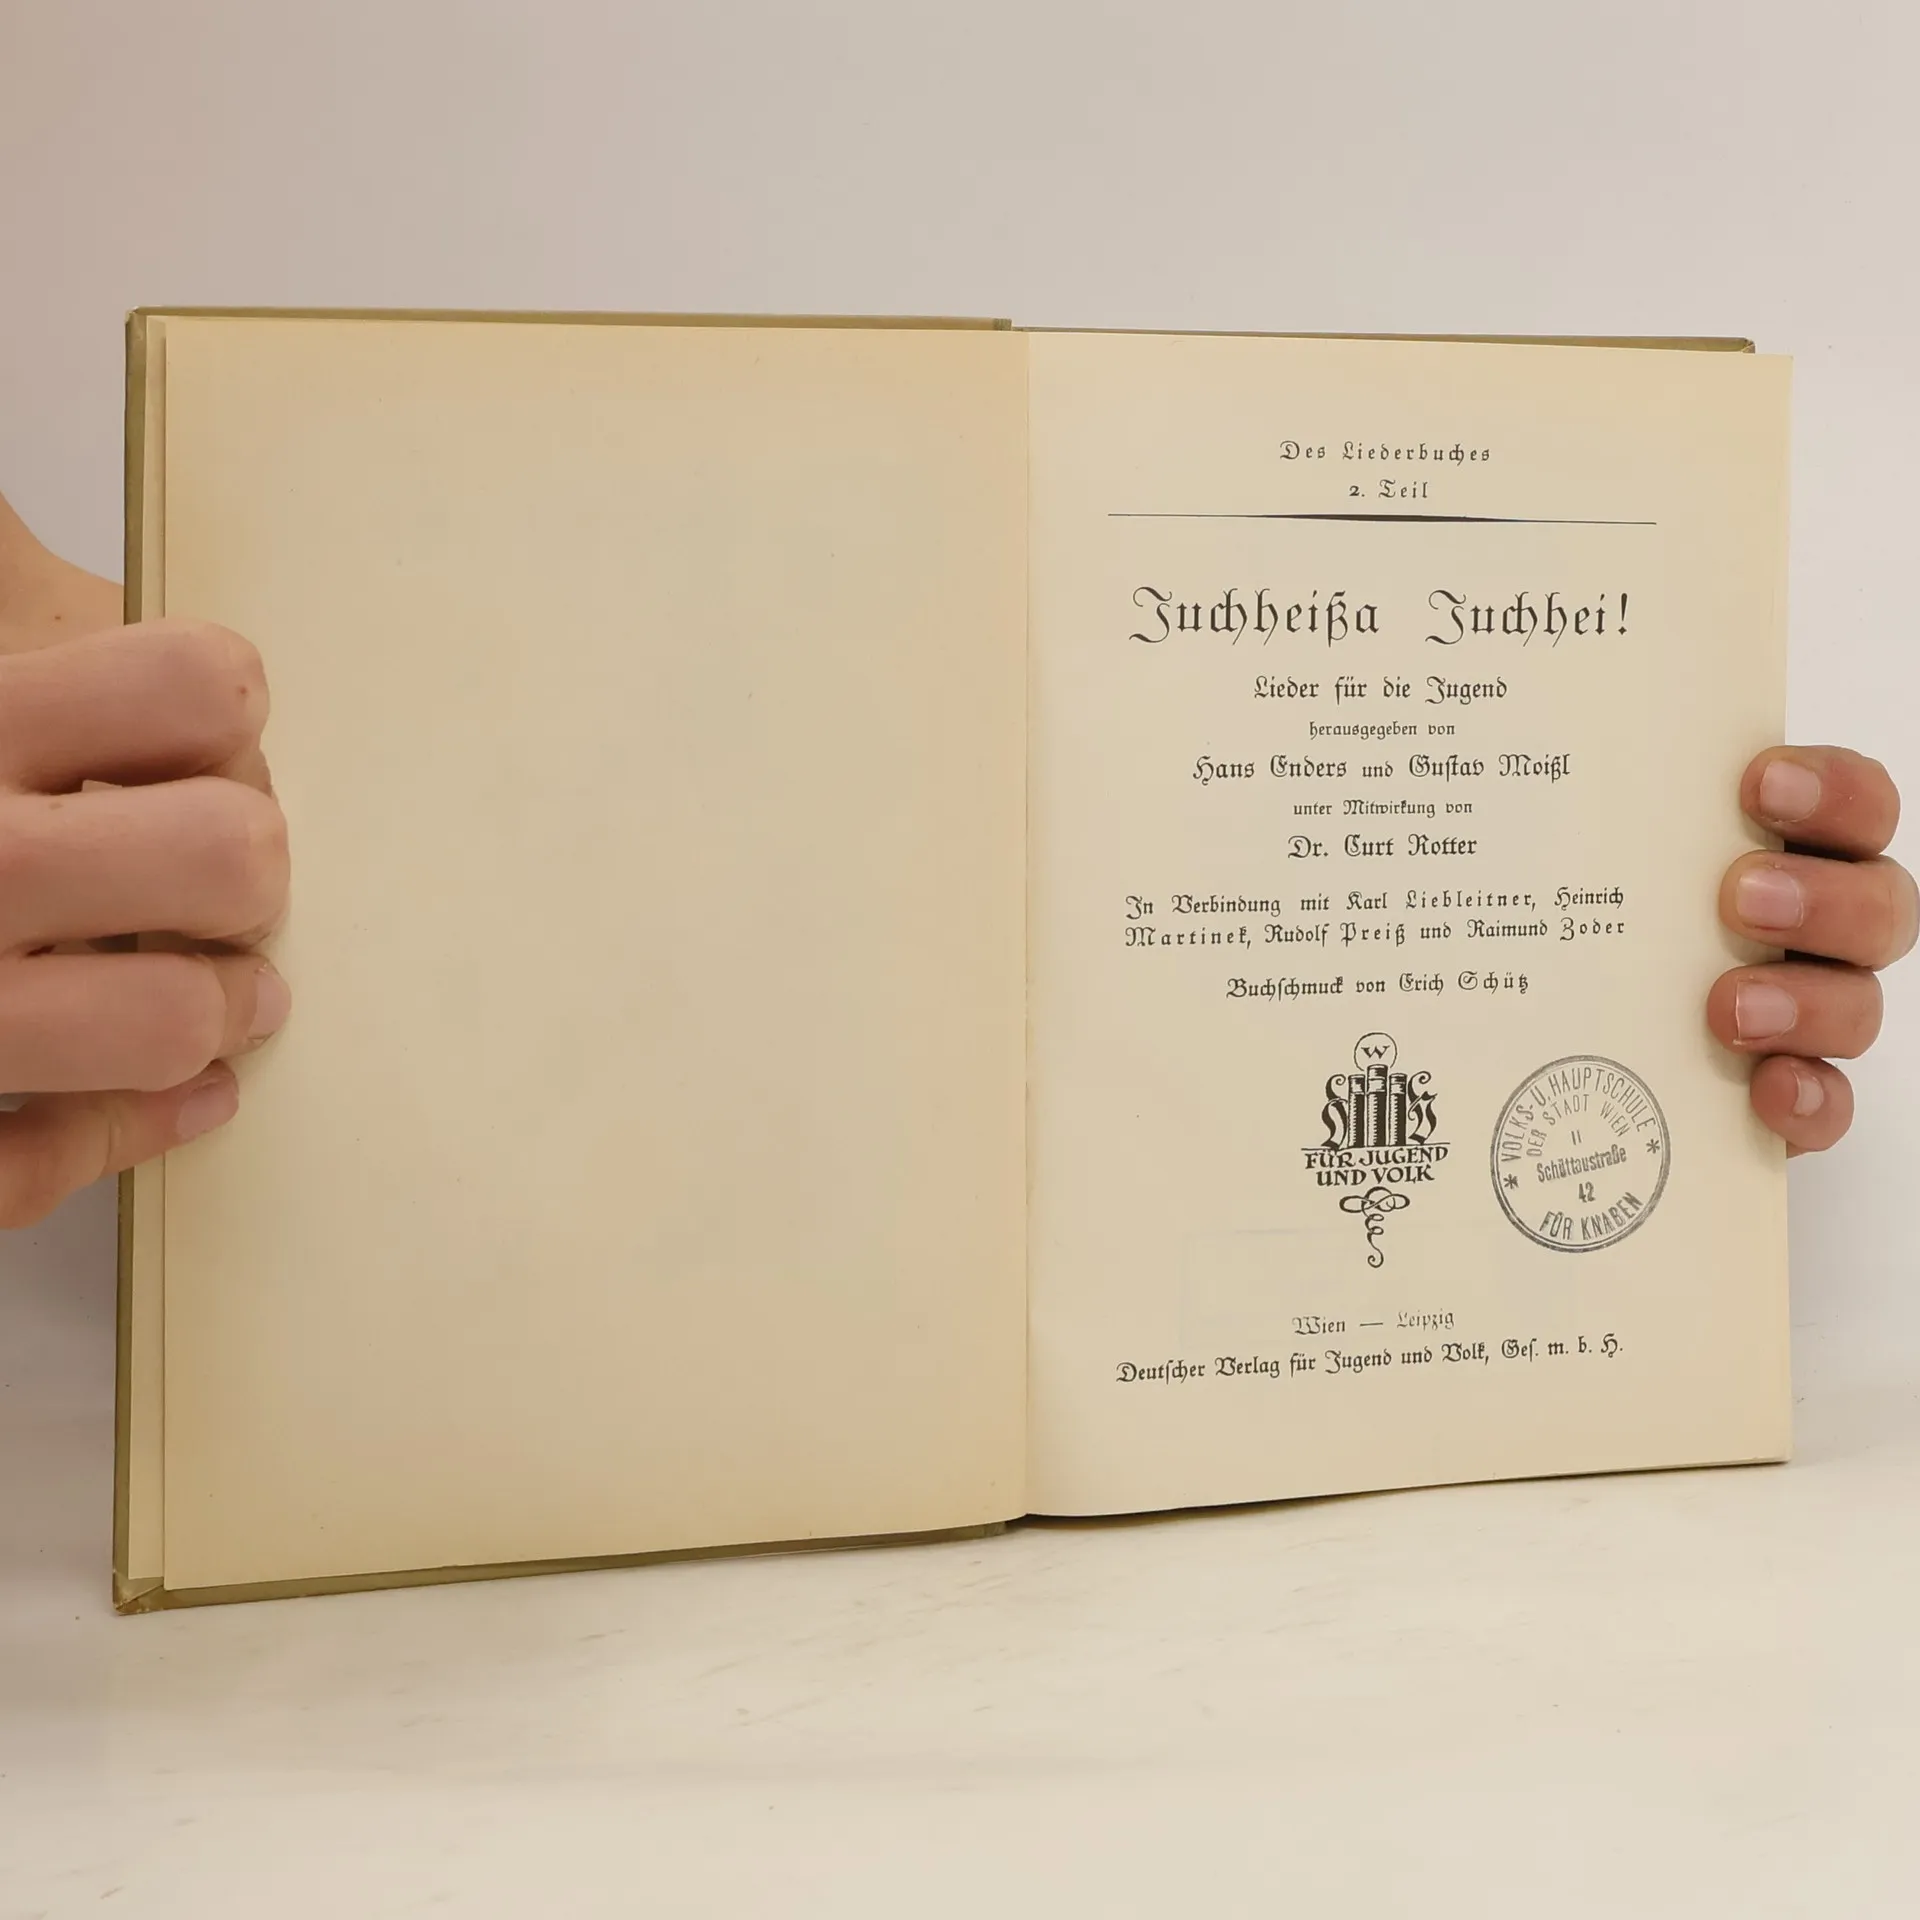 Des Liederbuches
2. Teil
Juchheißa Juchhei!
Lieder für die Jugend
herausgegeben von
Hans Enders und Gustav Moißl
unter Mitwirkung von
Dr. Curt Rotter
In Verbindung mit Karl Liebleitner, Heinrich
Martinek, Rudolf Preiß und Raimund Zoder
Buchschmuck von Erich Schütz
W
D V
FÜR JUGEND
UND VOLK
VOLKS- U. HAUPTSCHULE
DER STADT WIEN
II
Schüttaustraße
42
FÜR KNABEN
Wien — Leipzig
Deutscher Verlag für Jugend und Volk, Ges. m. b. H.